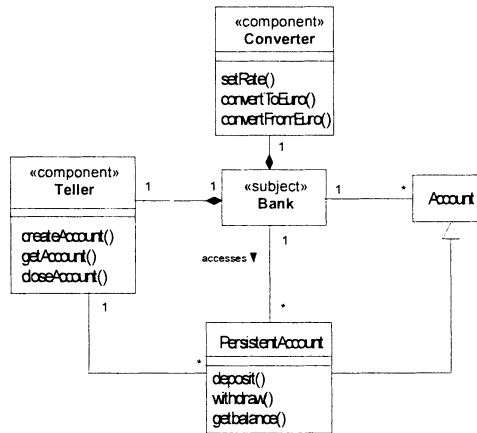 «component»
Converter
setRate()
convertToEuro()
convertFromEuro()
1
«component»
Teller
createAccount()
getAccount()
closeAccount()
1
1
«subject»
Bank
1
*
Account
1
accesses ▼
1
*
*
PersistentAccount
deposit()
withdraw()
getbalance()